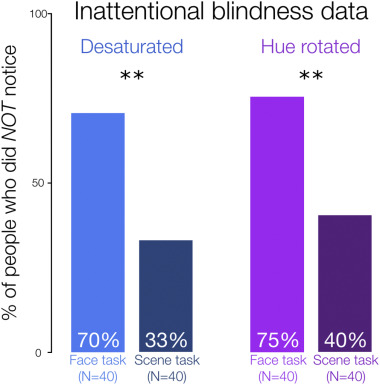 Inattentional blindness data
Desaturated
Hue rotated
**
**
% of people who did NOT notice
100
50
0
70%
33%
75%
40%
Face task
(N=40)
Scene task
(N=40)
Face task
(N=40)
Scene task
(N=40)